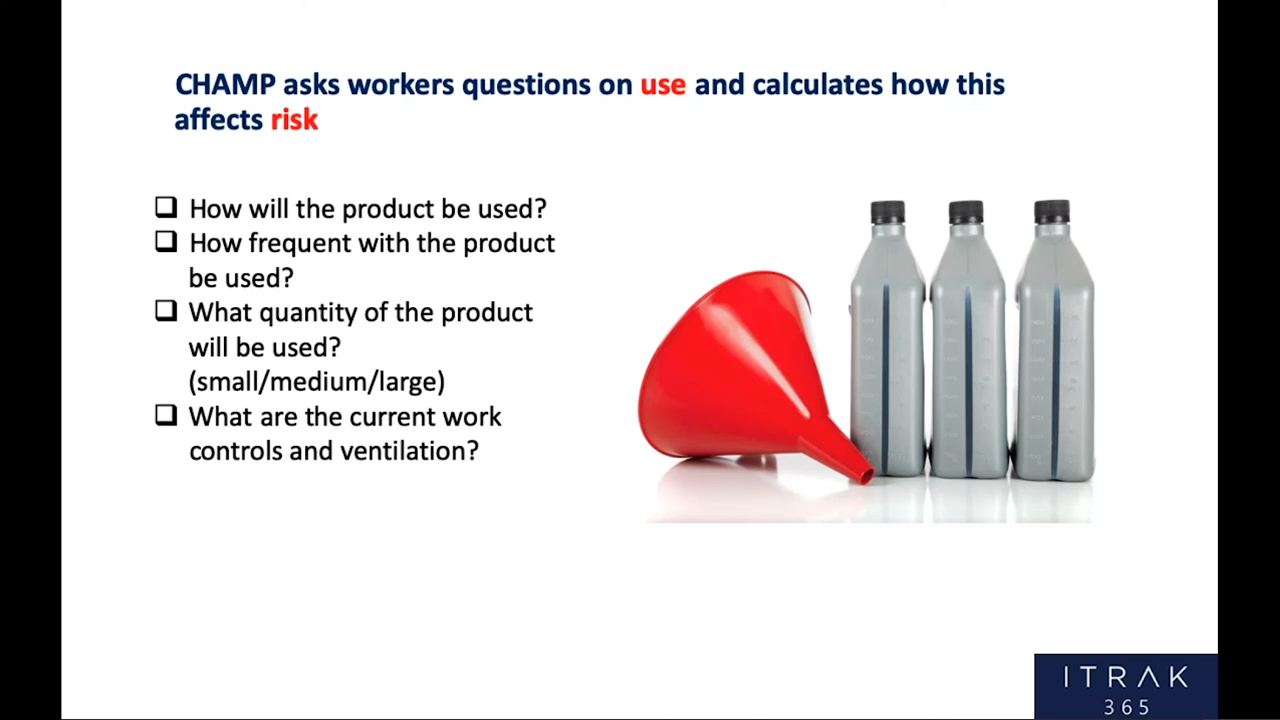 CHAMP asks workers questions on use and calculates how this
affects risk
How will the product be used?
How frequent with the product
be used?
What quantity of the product
will be used?
(small/medium/large)
What are the current work
controls and ventilation?
ITRAK
365